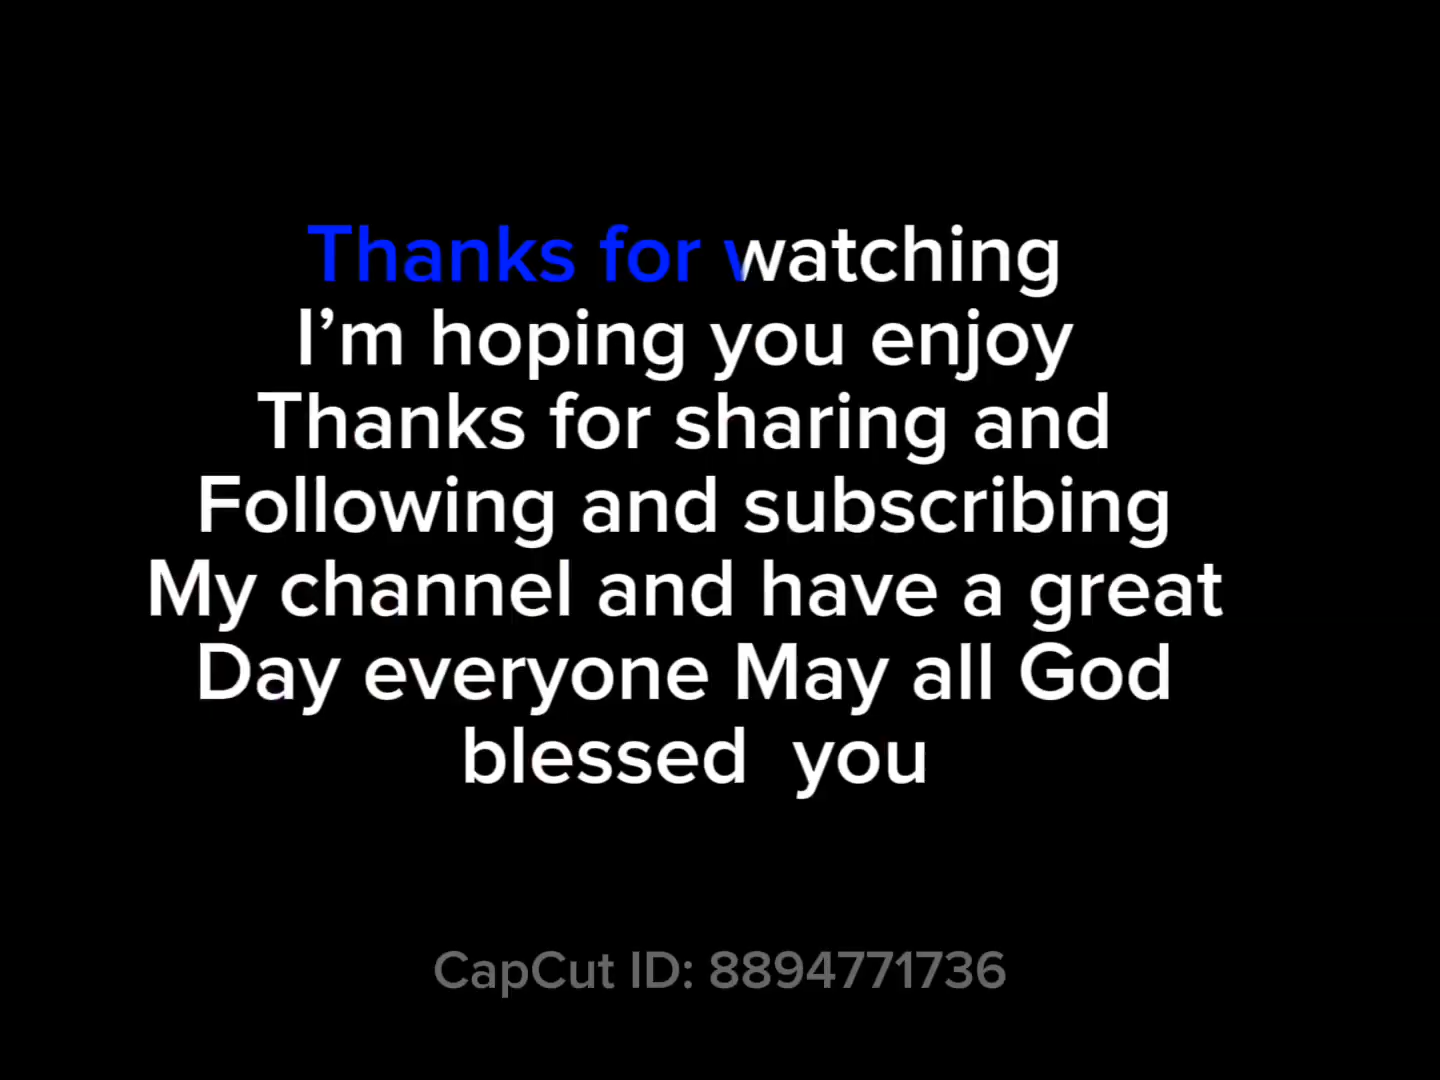 Thanks for watching
I’m hoping you enjoy
Thanks for sharing and
Following and subscribing
My channel and have a great
Day everyone May all God
blessed  you
CapCut ID: 8894771736